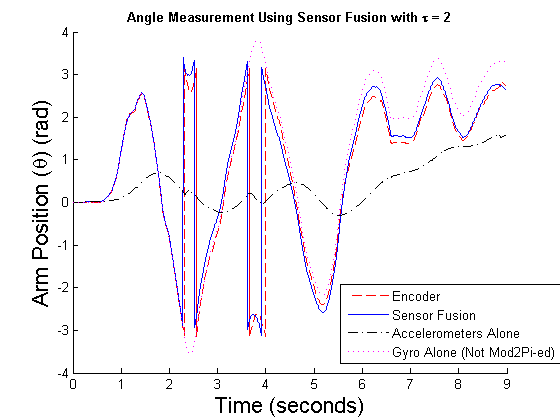 Angle Measurement Using Sensor Fusion with τ = 2
Arm Position (θ) (rad)
4
3
2
1
0
-1
-2
-3
-4
0 1 2 3 4 5 6 7 8 9
Time (seconds)
Encoder
Sensor Fusion
Accelerometers Alone
Gyro Alone (Not Mod2Pi-ed)